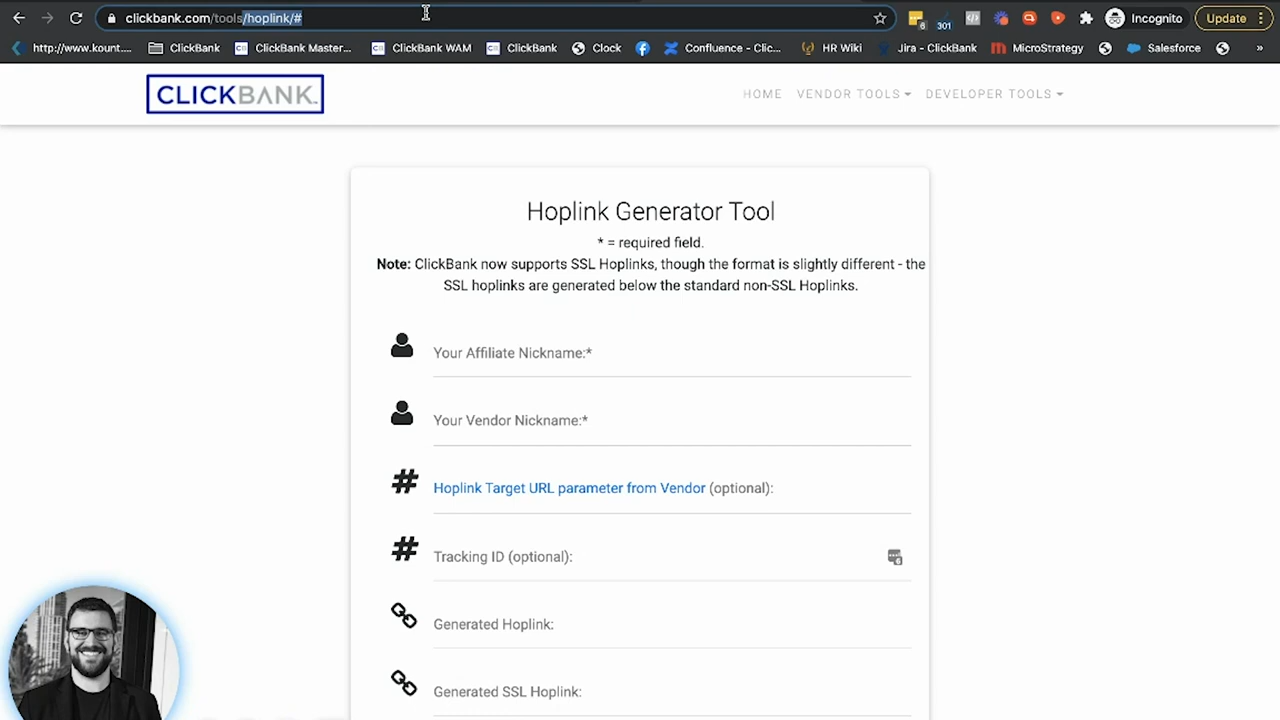 clickbank.com/tools/hoplink/#
6
301
Incognito
Update
http://www.kount....
ClickBank
ClickBank Master...
ClickBank WAM
ClickBank
Clock
Confluence - Clic...
HR Wiki
Jira - ClickBank
MicroStrategy
Salesforce
»
CLICKBANK
HOME
VENDOR TOOLS
DEVELOPER TOOLS
Hoplink Generator Tool
* = required field.
Note: ClickBank now supports SSL Hoplinks, though the format is slightly different - the
SSL hoplinks are generated below the standard non-SSL Hoplinks.
Your Affiliate Nickname:*
Your Vendor Nickname:*
# Hoplink Target URL parameter from Vendor (optional):
# Tracking ID (optional):
Generated Hoplink:
Generated SSL Hoplink: